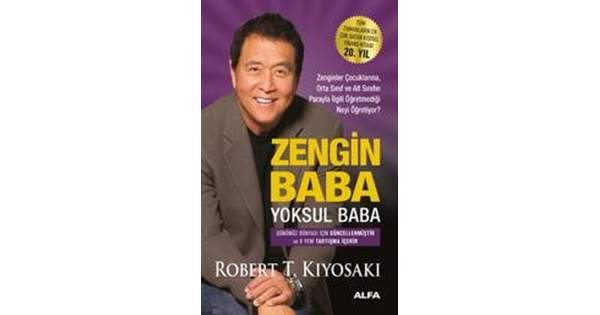 TÜM
ZAMANLARIN EN
ÇOK SATAN KİŞİSEL
FİNANS KİTABI
20. YIL
Zenginler Çocuklarına,
Orta Sınıf ve Alt Sınıfın
Parayla İlgili Öğretmediği
Neyi Öğretiyor?
ZENGİN
BABA
YOKSUL BABA
GÜNÜMÜZ DÜNYASI İÇİN GÜNCELLENMİŞTİR
ve 9 YENİ TARTIŞMA İÇERİR
ROBERT T. KIYOSAKI
ALFA